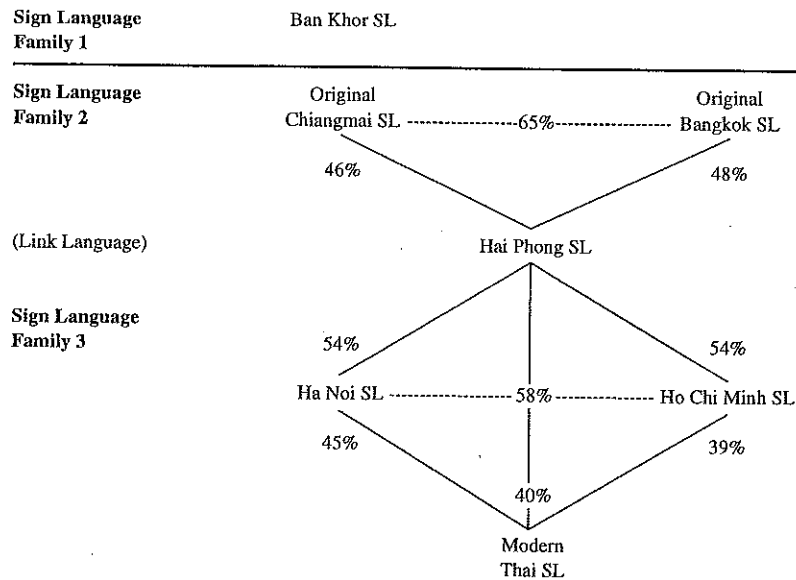 Sign Language
Family 1
Ban Khor SL
Sign Language
Family 2
Original
Chiangmai SL
65%
Original
Bangkok SL
46%
48%
(Link Language)
Hai Phong SL
Sign Language
Family 3
54%
54%
Ha Noi SL
58%
Ho Chi Minh SL
45%
39%
40%
Modern
Thai SL